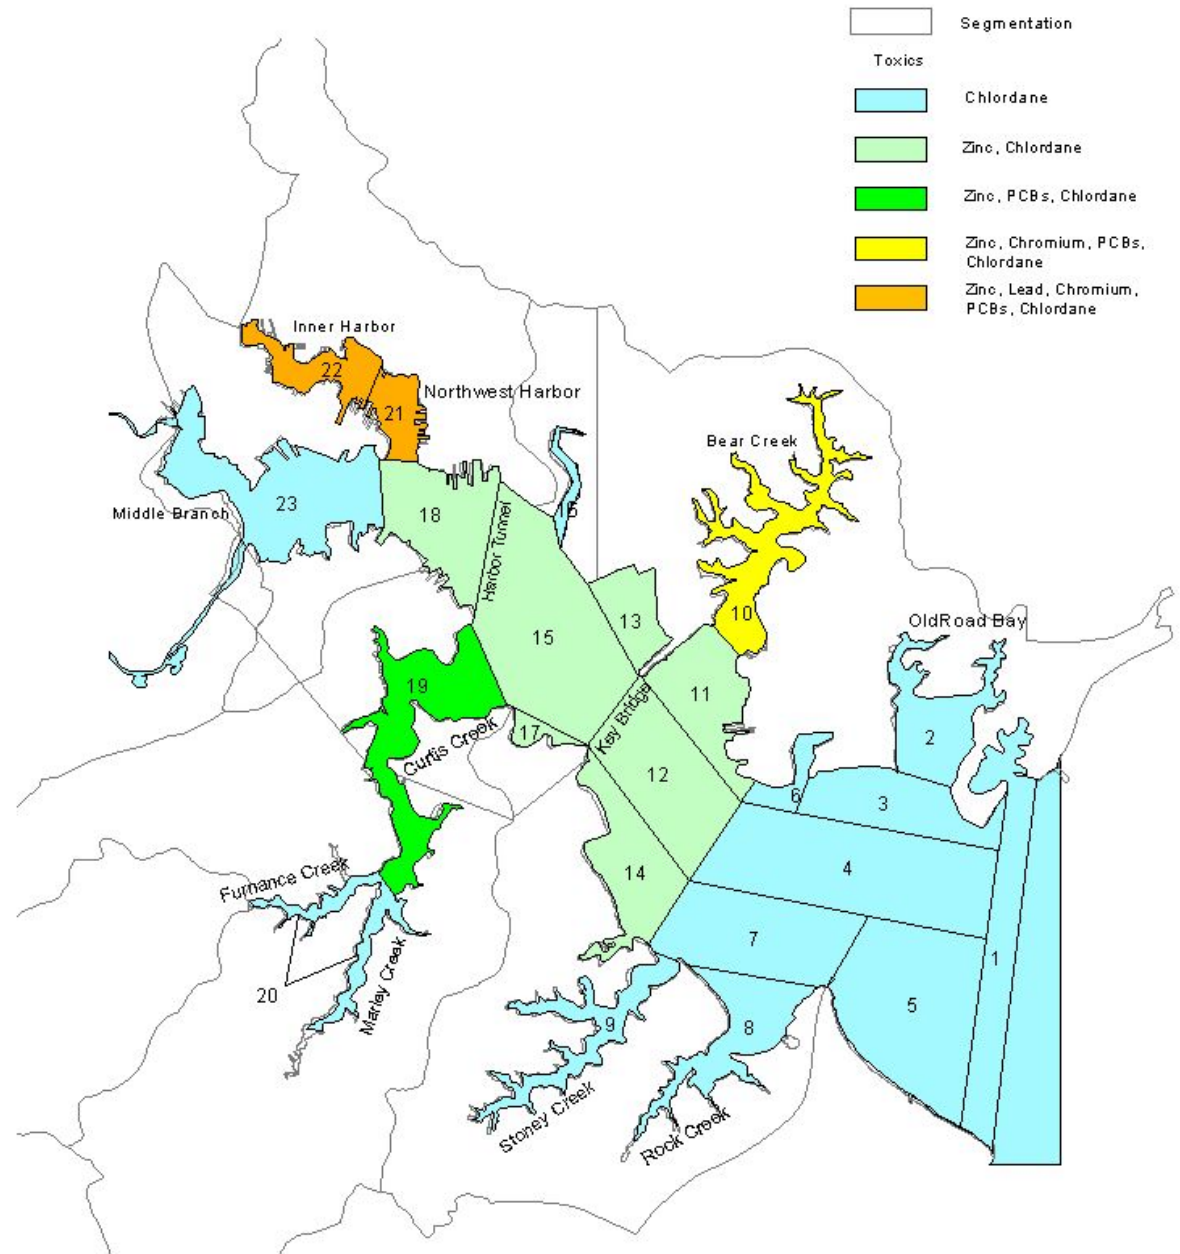 Segmentation
Toxics
Chlordane
Zinc, Chlordane
Zinc, PCBs, Chlordane
Zinc, Chromium, PCBs,
Chlordane
Zinc, Lead, Chromium,
PCBs, Chlordane
Inner Harbor
22
Northwest Harbor
21
Bear Creek
Middle Branch
23
18
Harbor Tunnel
13
10
OldRoad Bay
15
19
11
Key Bridge
17
Curtis Creek
2
12
6
3
4
14
Furnance Creek
7
1
20
Marley Creek
5
9
8
Stoney Creek
Rock Creek